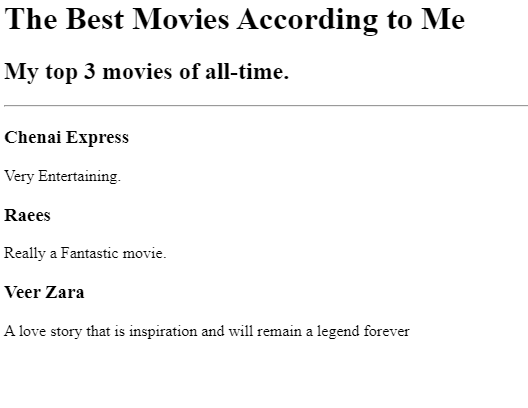 The Best Movies According to Me
My top 3 movies of all-time.
Chenai Express
Very Entertaining.
Raees
Really a Fantastic movie.
Veer Zara
A love story that is inspiration and will remain a legend forever